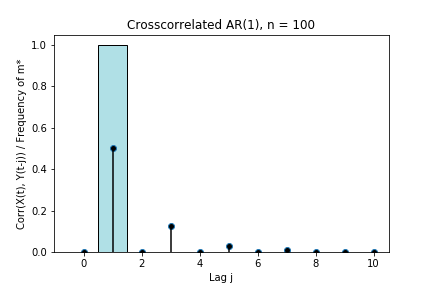 Crosscorrelated AR(1), n = 100
Corr(X(t), Y(t-j)) / Frequency of m*
1.0
0.8
0.6
0.4
0.2
0.0
0 2 4 6 8 10
Lag j